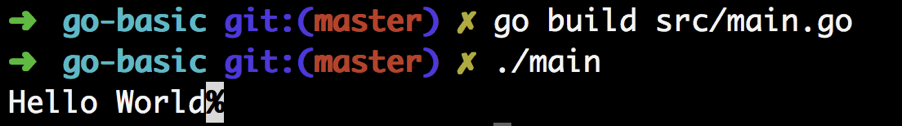 ➜ go-basic git:(master) ✗ go build src/main.go
➜ go-basic git:(master) ✗ ./main
Hello World%